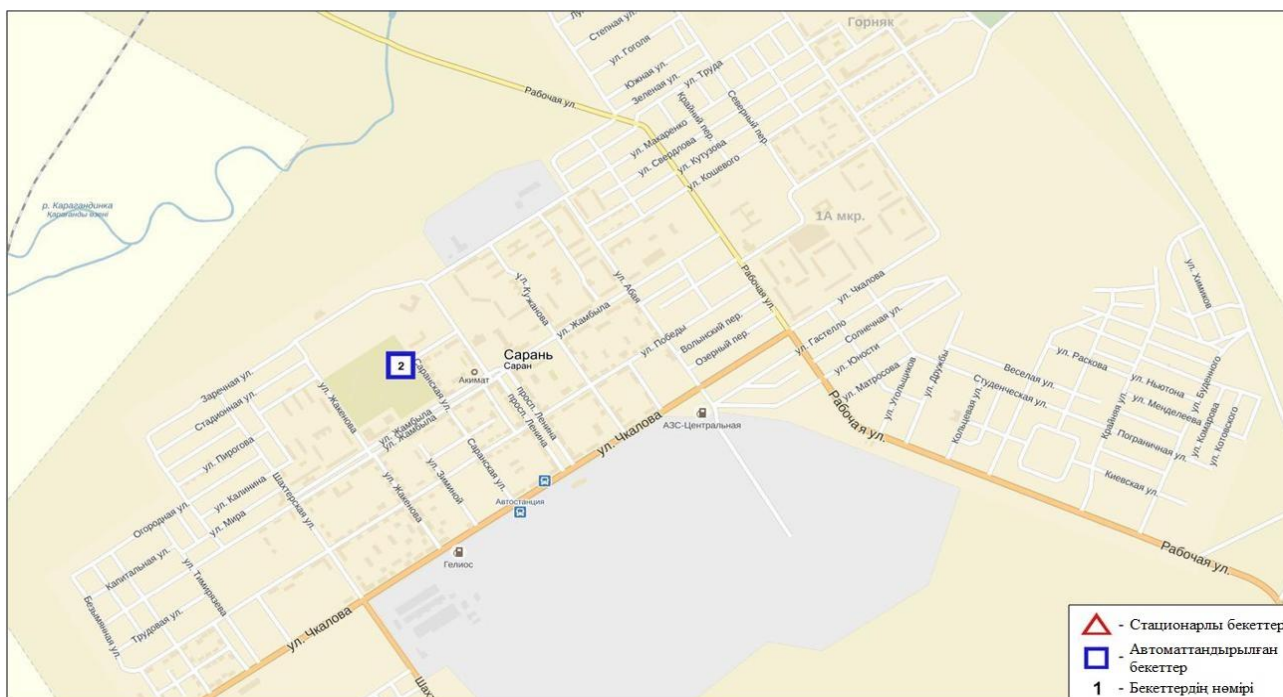 Горняк
Степная ул.
ул. Гоголя
Южная ул.
Зеленая ул.
ул. Труда
Рабочая ул.
Крайний пер.
Северный пер.
ул. Макаренко
ул. Свердлова
ул. Кутузова
ул. Кошевого
р. Карагандинка
Караганды өзені
1А мкр.
ул. Химиков
ул. Кужанова
ул. Абая
Рабочая ул.
ул. Чкалова
ул. Жамбыла
ул. Победы
Волынский пер.
Озерный пер.
ул. Гастелло
Солнечная ул.
ул. Юности
ул. Матросова
ул. Угольщиков
ул. Дружбы
2
Сарань
Саран
Акимат
Саранская ул.
Заречная ул.
Стадионная ул.
ул. Жакенова
ул. Пирогова
ул. Жамбыла
ул. Жамбыла
просп. Ленина
просп. Ленина
ул. Чкалова
АЗС-Центральная
Рабочая ул.
Кольцевая ул.
Веселая ул.
Студенческая ул.
ул. Раскова
ул. Ньютона
ул. Буденного
ул. Менделеева
Крайняя ул.
ул. Комарова
ул. Котовского
Пограничная ул.
Киевская ул.
Рабочая ул.
Огородная ул.
ул. Калинина
ул. Мира
Шахтерская ул.
ул. Жакенова
ул. Зиминой
Саранская ул.
Автостанция
Гелиос
Капитальная ул.
ул. Тимирязева
Трудовая ул.
Безымянная ул.
ул. Чкалова
- Стационарлы бекеттер
- Автоматтандырылған
бекеттер
1 - Бекеттердің нөмірі